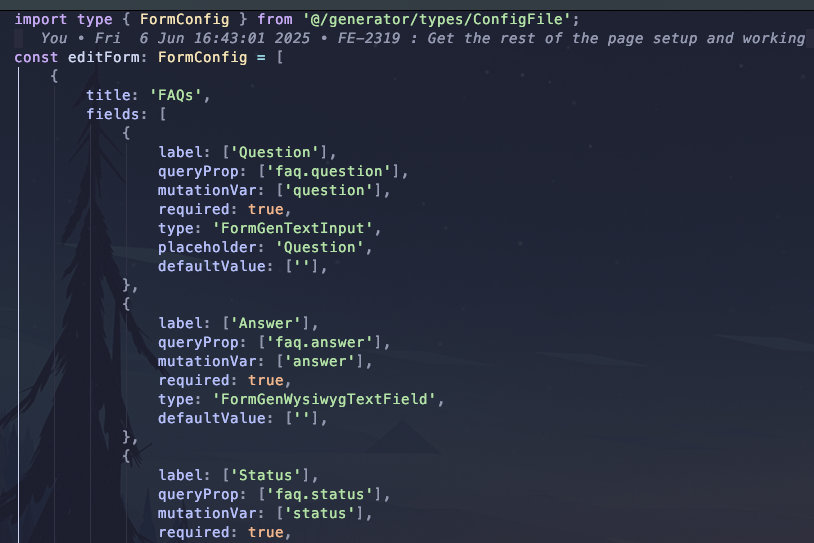 import type { FormConfig } from '@/generator/types/ConfigFile';
You • Fri  6 Jun 16:43:01 2025 • FE-2319 : Get the rest of the page setup and working
const editForm: FormConfig = [
    {
        title: 'FAQs',
        fields: [
            {
                label: ['Question'],
                queryProp: ['faq.question'],
                mutationVar: ['question'],
                required: true,
                type: 'FormGenTextInput',
                placeholder: 'Question',
                defaultValue: [''],
            },
            {
                label: ['Answer'],
                queryProp: ['faq.answer'],
                mutationVar: ['answer'],
                required: true,
                type: 'FormGenWysiwygTextField',
                defaultValue: [''],
            },
            {
                label: ['Status'],
                queryProp: ['faq.status'],
                mutationVar: ['status'],
                required: true,